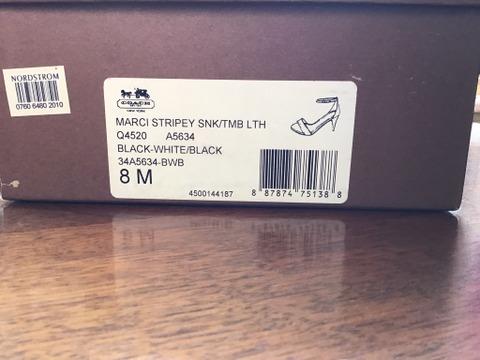 NORDSTROM
0760 6480 2010
COACH
NEW YORK
MARCI STRIPEY SNK/TMB LTH
Q4520 A5634
BLACK-WHITE/BLACK
34A5634-BWB
8 M
4500144187
8 87874 75138 8